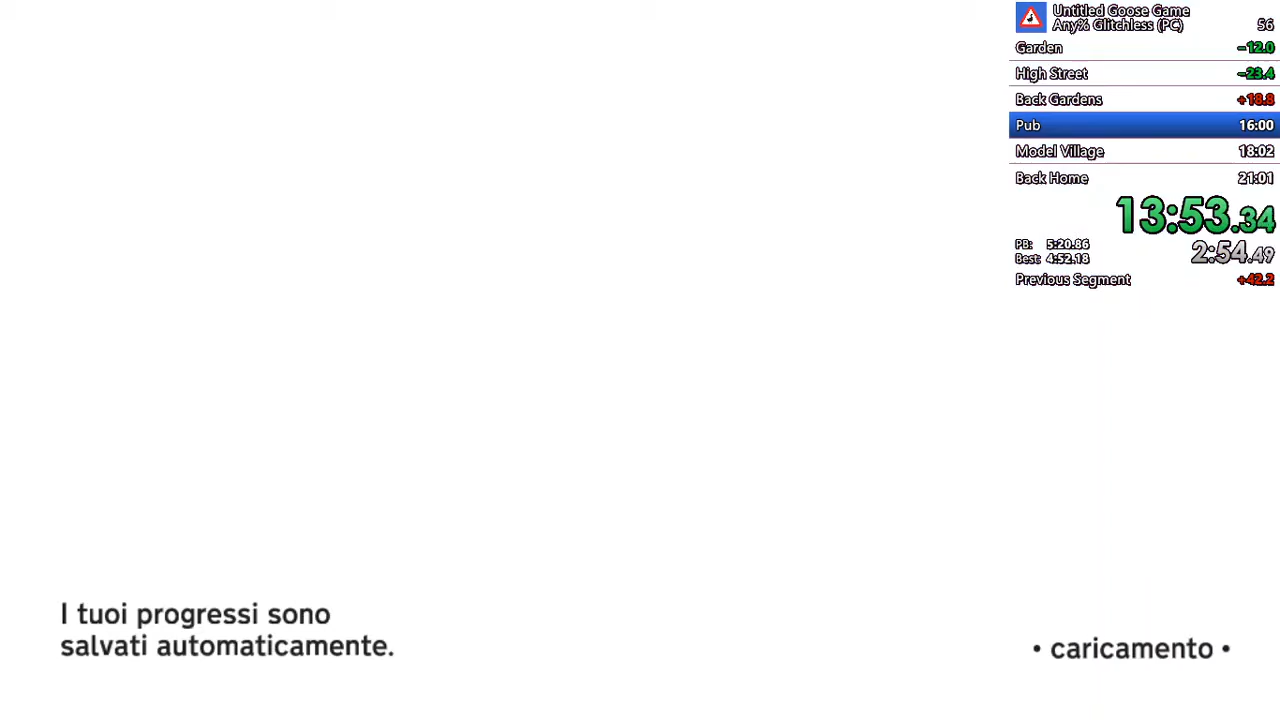 Untitled Goose Game
Any% Glitchless (PC) 56
Garden -12.0
High Street -23.4
Back Gardens +18.8
Pub 16:00
Model Village 18:02
Back Home 21:01
13:53.34
PB: 5:20.86
Best: 4:52.18
2:54.49
Previous Segment +42.2
I tuoi progressi sono
salvati automaticamente.
• caricamento •